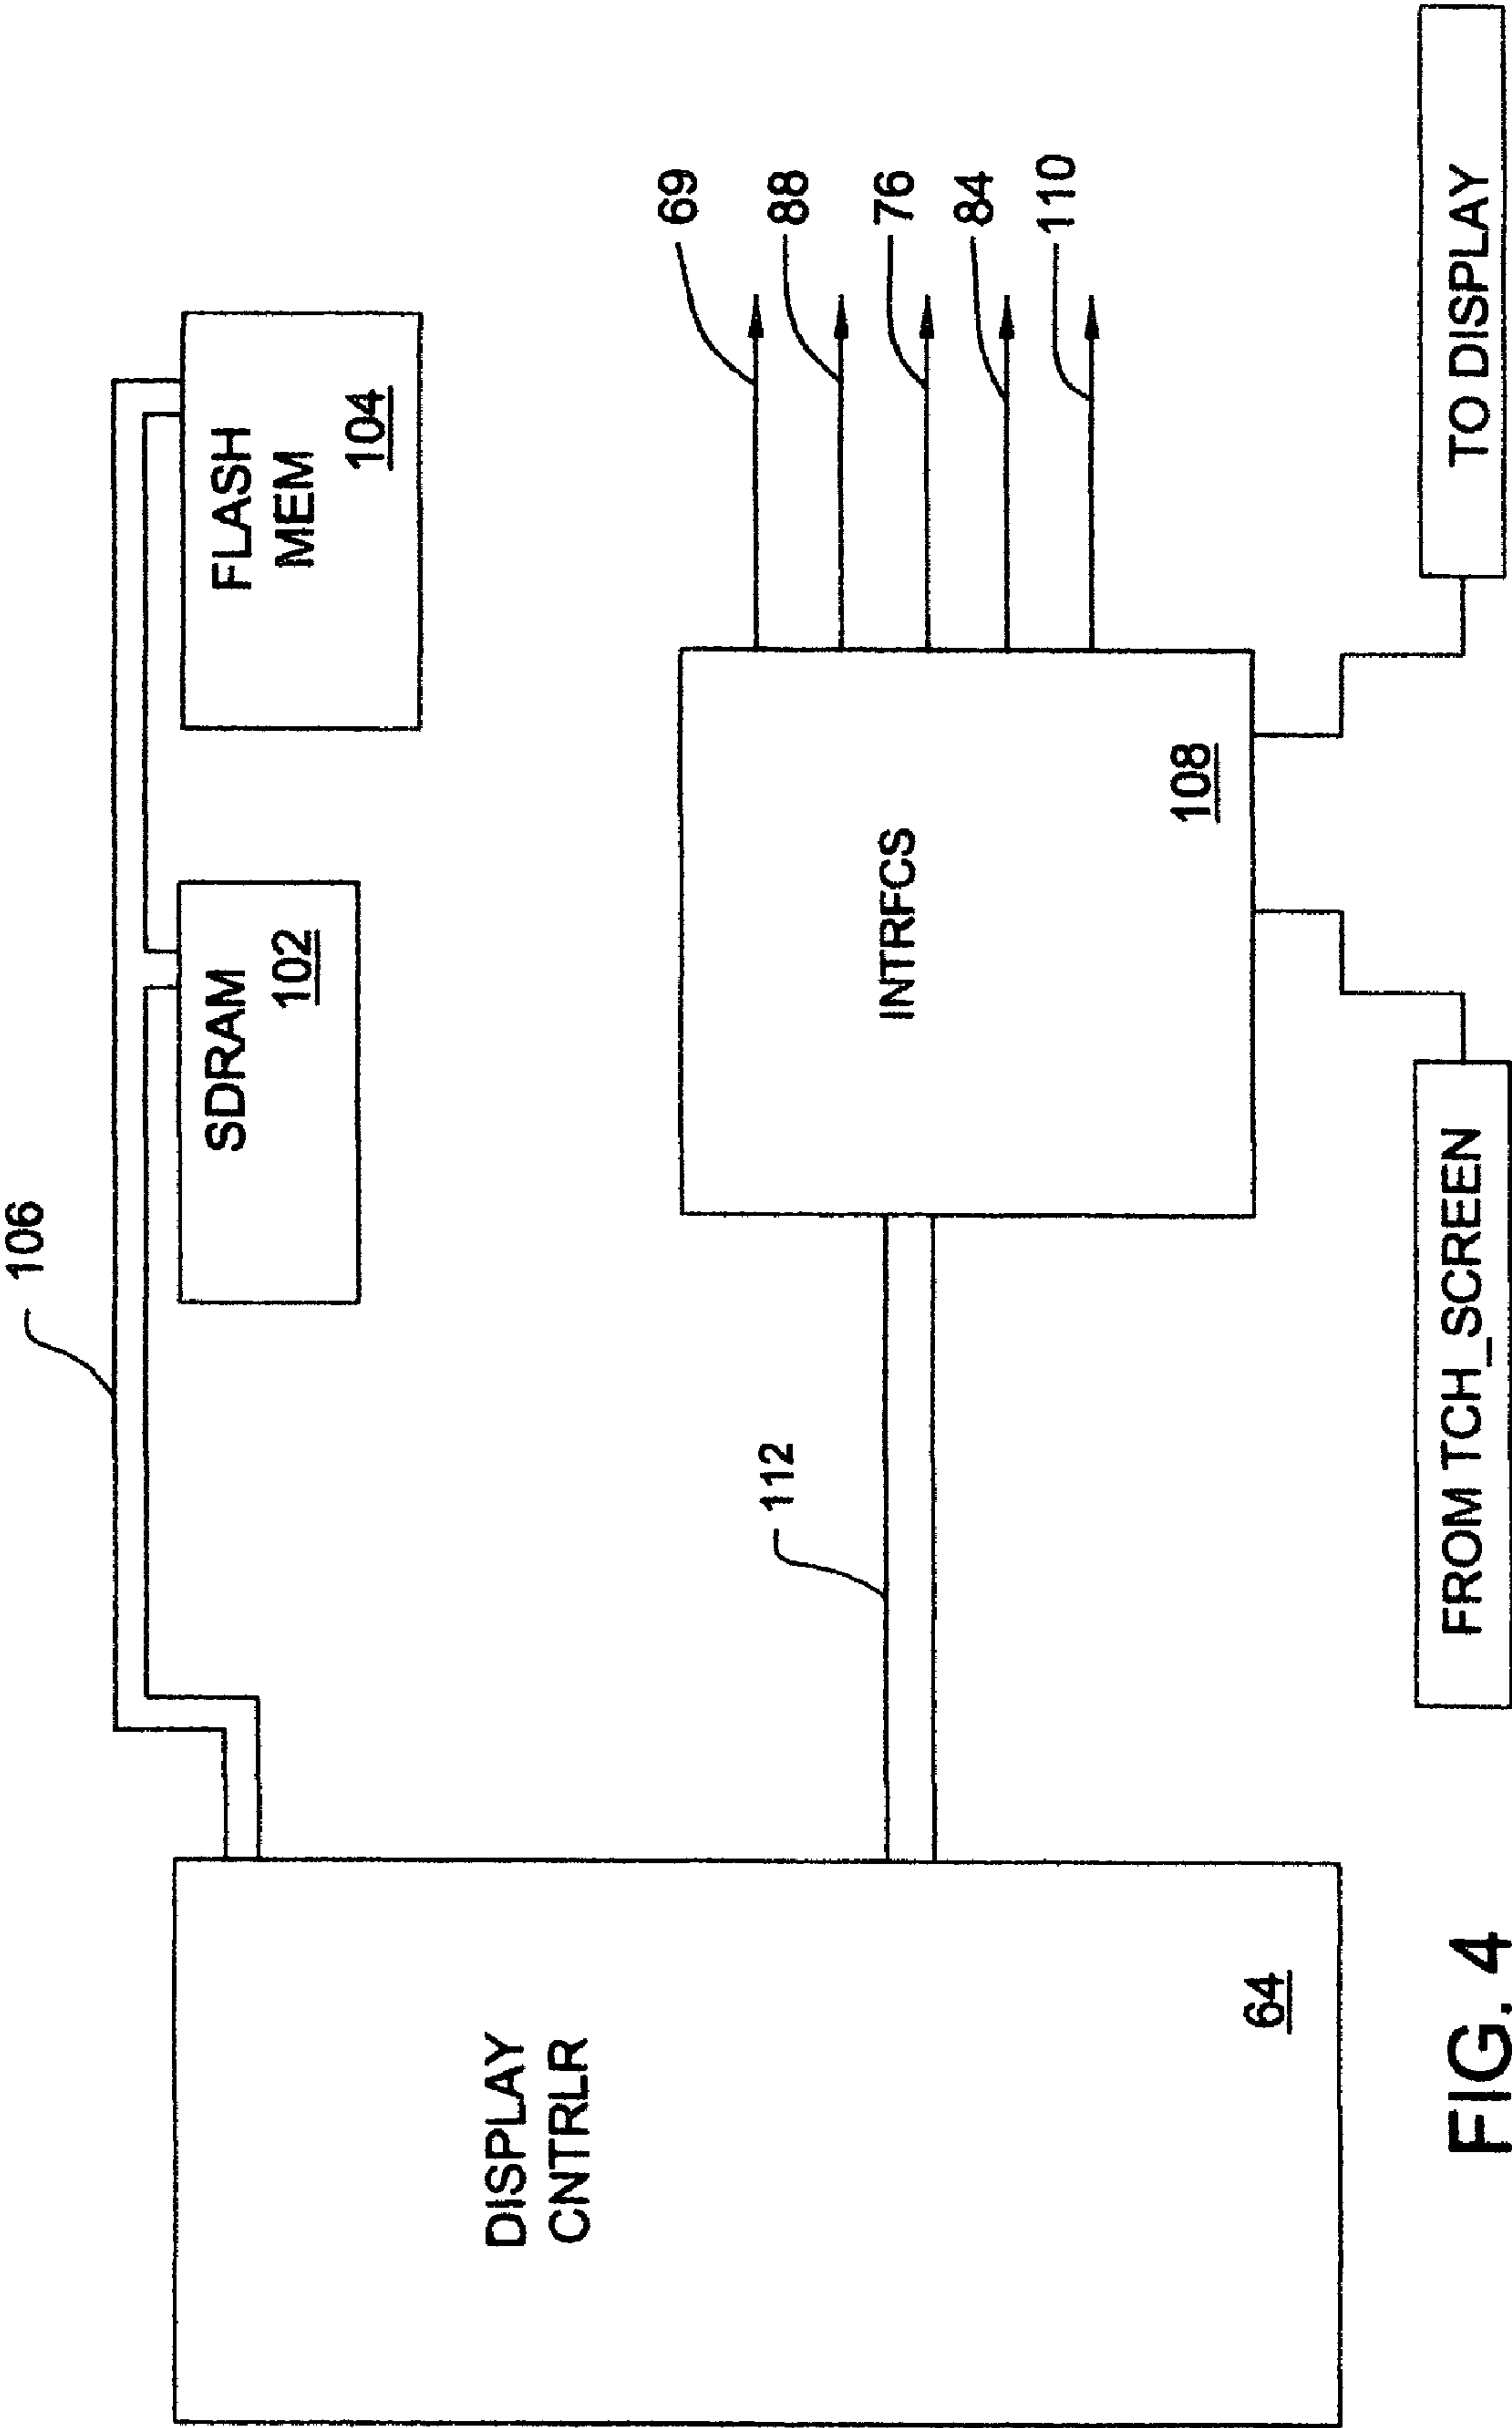 106
FLASH
MEM
104
SDRAM
102
69
88
76
84
110
112
INTRFCS
108
DISPLAY
CNTRLR
64
FROM TCH_SCREEN
TO DISPLAY
FIG. 4